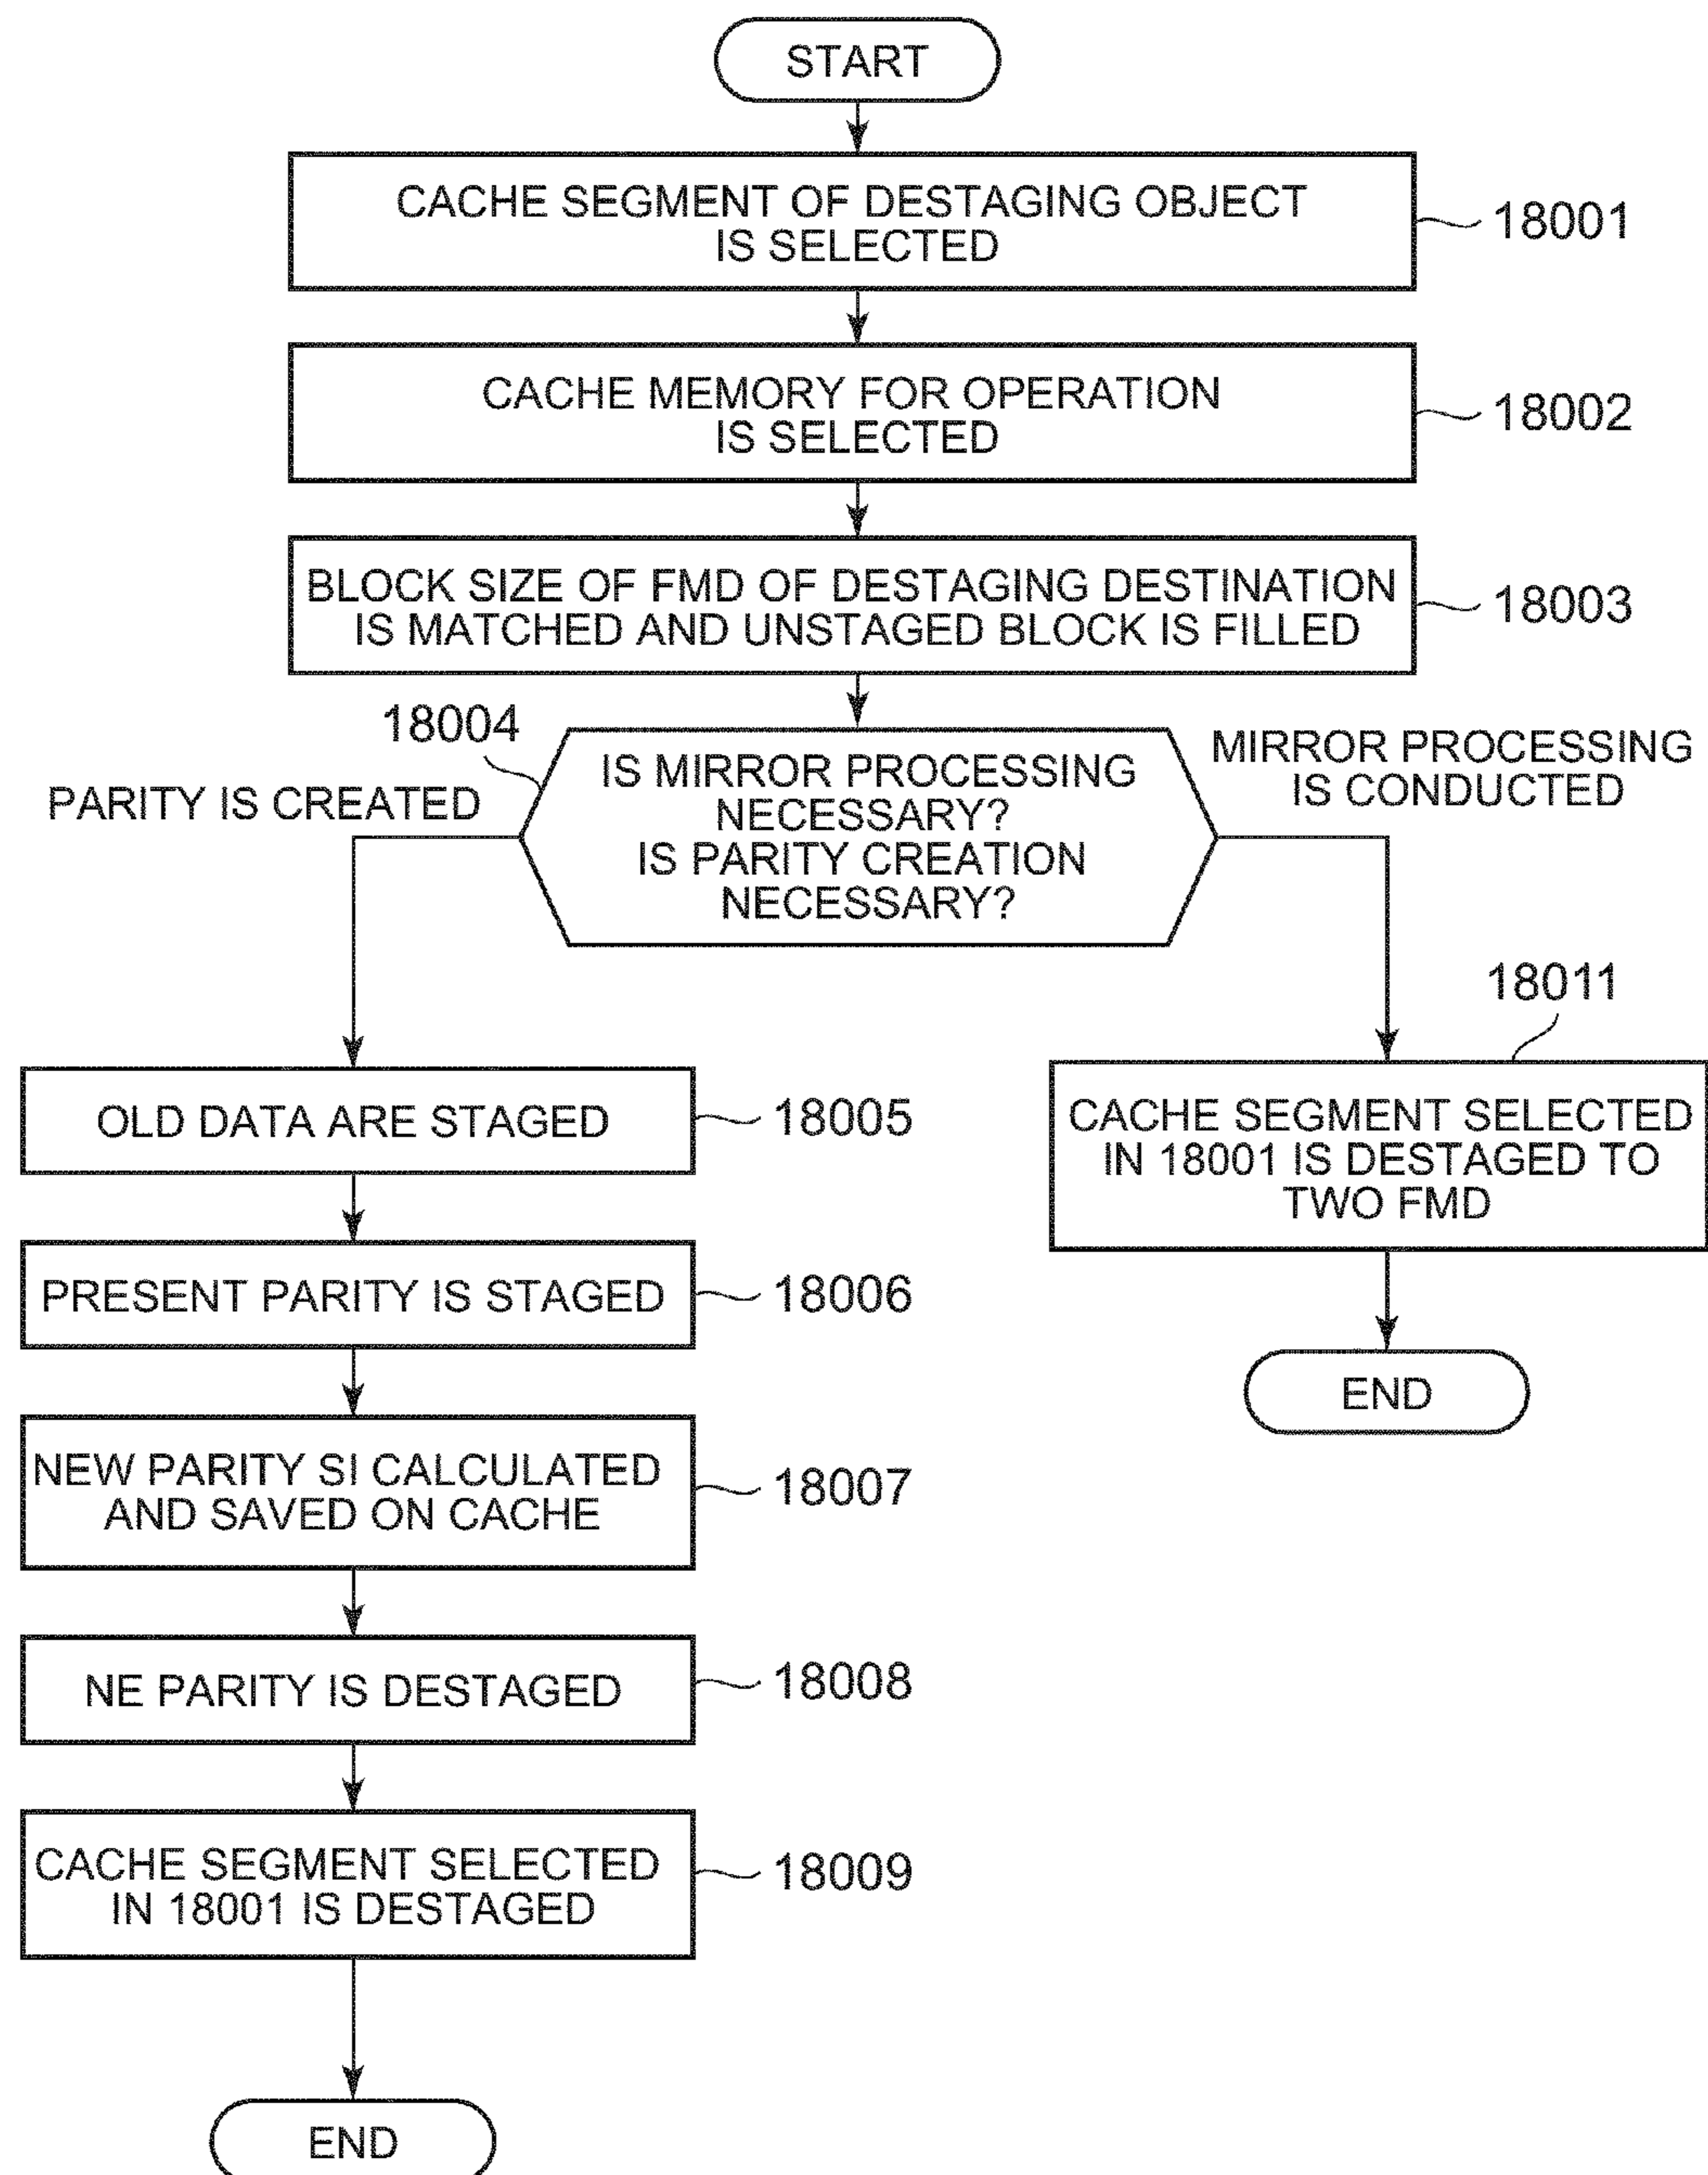 START
CACHE SEGMENT OF DESTAGING OBJECT
IS SELECTED
18001
CACHE MEMORY FOR OPERATION
IS SELECTED
18002
BLOCK SIZE OF FMD OF DESTAGING DESTINATION
IS MATCHED AND UNSTAGED BLOCK IS FILLED
18003
18004
IS MIRROR PROCESSING
NECESSARY?
IS PARITY CREATION
NECESSARY?
PARITY IS CREATED
MIRROR PROCESSING
IS CONDUCTED
OLD DATA ARE STAGED
18005
PRESENT PARITY IS STAGED
18006
NEW PARITY SI CALCULATED
AND SAVED ON CACHE
18007
NE PARITY IS DESTAGED
18008
CACHE SEGMENT SELECTED
IN 18001 IS DESTAGED
18009
END
18011
CACHE SEGMENT SELECTED
IN 18001 IS DESTAGED TO
TWO FMD
END